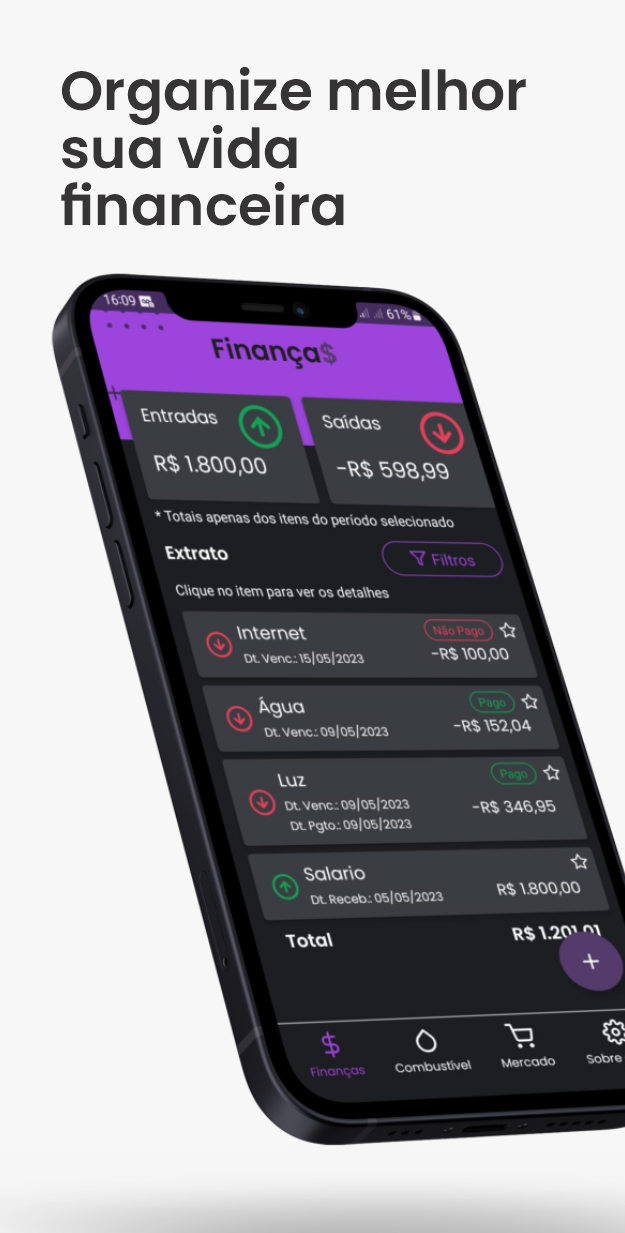 Organize melhor
sua vida
financeira
16:09
61%
Finança$
Entradas
R$ 1.800,00
Saídas
-R$ 598,99
* Totais apenas dos itens do período selecionado
Extrato
Filtros
Clique no item para ver os detalhes
Internet
Não Pago
Dt. Venc.: 15/05/2023
-R$ 100,00
Água
Pago
Dt. Venc.: 09/05/2023
-R$ 152,04
Luz
Pago
Dt. Venc.: 09/05/2023
-R$ 346,95
Dt. Pgto.: 09/05/2023
Salario
Dt. Receb.: 05/05/2023
R$ 1.800,00
Total
R$ 1.201,01
+
$
Finanças
Combustível
Mercado
Sobre